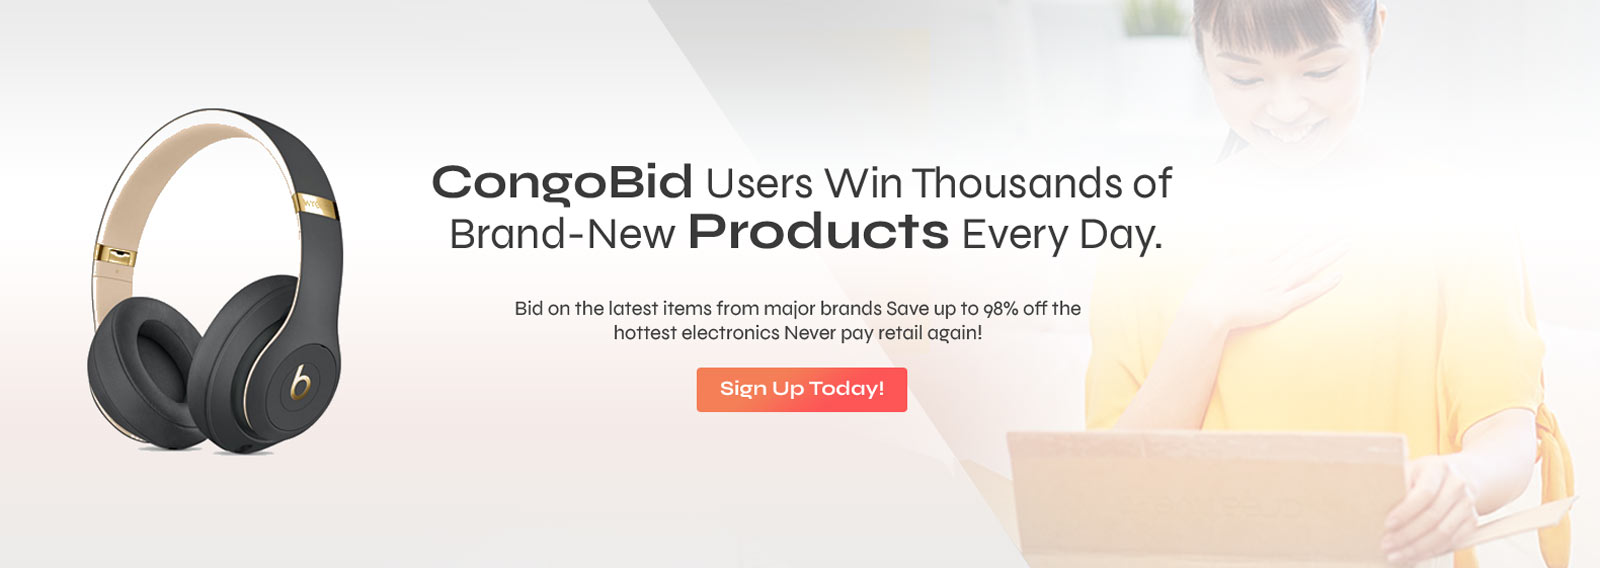 CongoBid Users Win Thousands of
Brand-New Products Every Day.
Bid on the latest items from major brands Save up to 98% off the
hottest electronics Never pay retail again!
Sign Up Today!
b